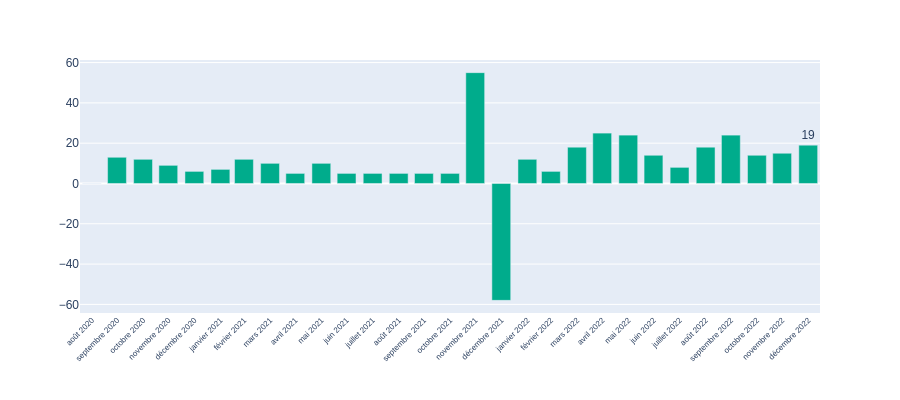 60
40
20
0
−20
−40
−60
19
août 2020
septembre 2020
octobre 2020
novembre 2020
décembre 2020
janvier 2021
février 2021
mars 2021
avril 2021
mai 2021
juin 2021
juillet 2021
août 2021
septembre 2021
octobre 2021
novembre 2021
décembre 2021
janvier 2022
février 2022
mars 2022
avril 2022
mai 2022
juin 2022
juillet 2022
août 2022
septembre 2022
octobre 2022
novembre 2022
décembre 2022